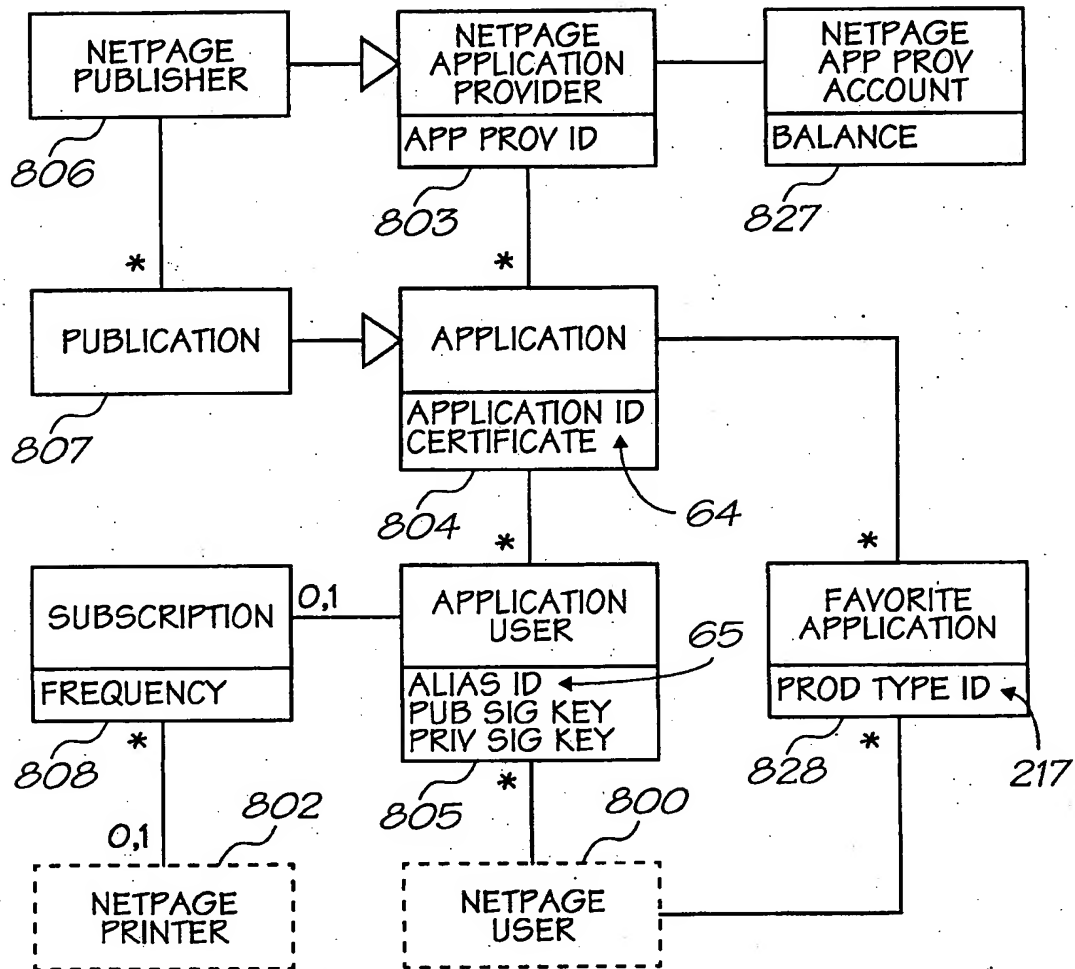 NETPAGE
PUBLISHER
806
NETPAGE
APPLICATION
PROVIDER
APP PROV ID
803
NETPAGE
APP PROV
ACCOUNT
BALANCE
827
*
*
PUBLICATION
807
APPLICATION
APPLICATION ID
CERTIFICATE
804
64
*
*
SUBSCRIPTION
FREQUENCY
808
0,1
APPLICATION
USER
ALIAS ID
PUB SIG KEY
PRIV SIG KEY
805
65
FAVORITE
APPLICATION
PROD TYPE ID
828
217
*
*
*
0,1
802
NETPAGE
PRINTER
800
NETPAGE
USER